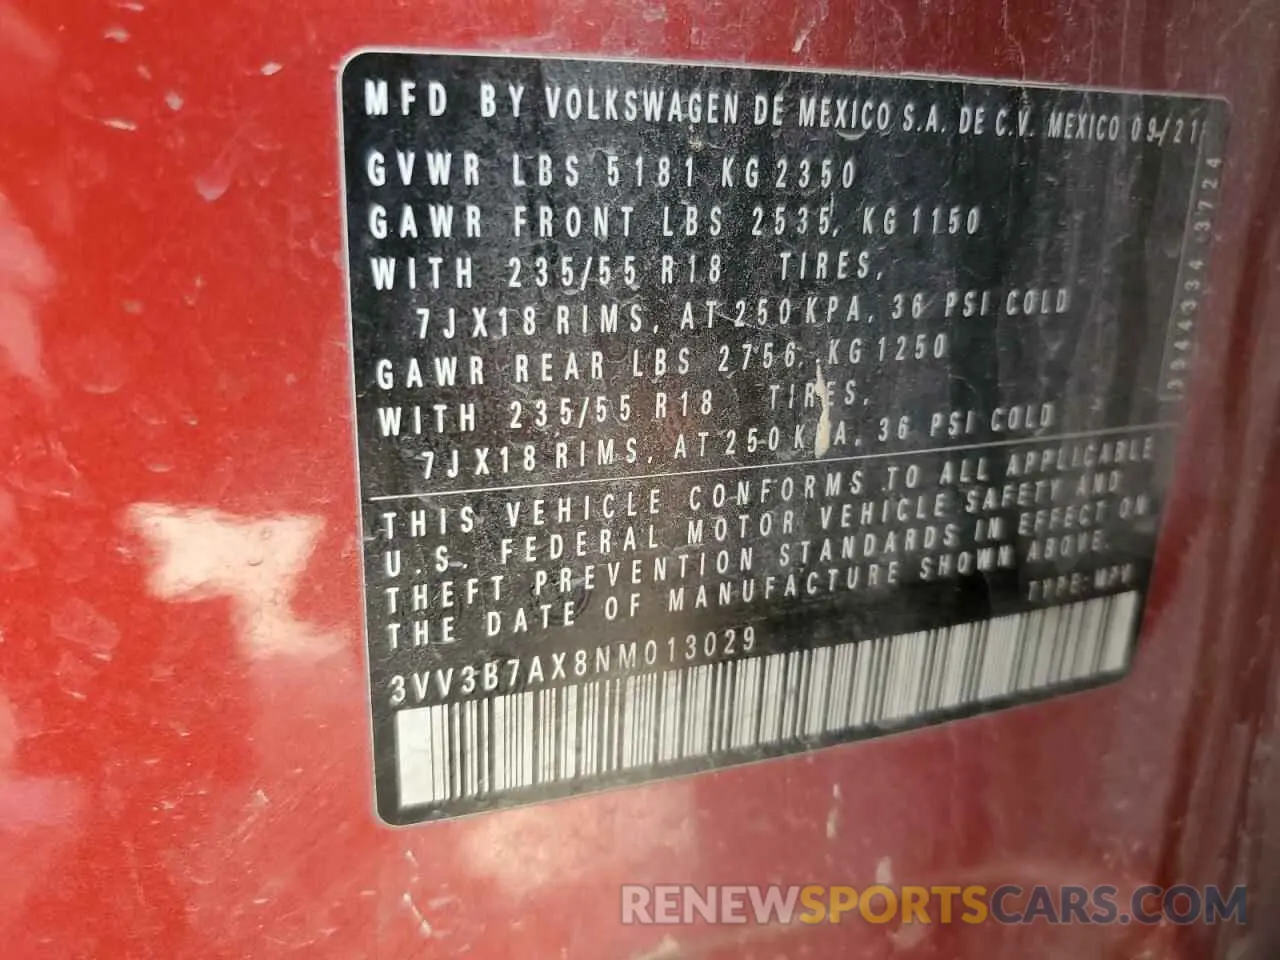 MFD BY VOLKSWAGEN DE MEXICO S.A. DE C.V. MEXICO 09/21
GVWR LBS 5181 KG 2350
GAWR FRONT LBS 2535, KG 1150
WITH 235/55 R18 TIRES,
7JX18 RIMS, AT 250 KPA, 36 PSI COLD
GAWR REAR LBS 2756, KG 1250
WITH 235/55 R18 TIRES,
7JX18 RIMS, AT 250 KPA, 36 PSI COLD
THIS VEHICLE CONFORMS TO ALL APPLICABLE
U.S. FEDERAL MOTOR VEHICLE SAFETY AND
THEFT PREVENTION STANDARDS IN EFFECT ON
THE DATE OF MANUFACTURE SHOWN ABOVE.
TYPE: MPV
3VV3B7AX8NM013029
RENEWSPORTSCARS.COM